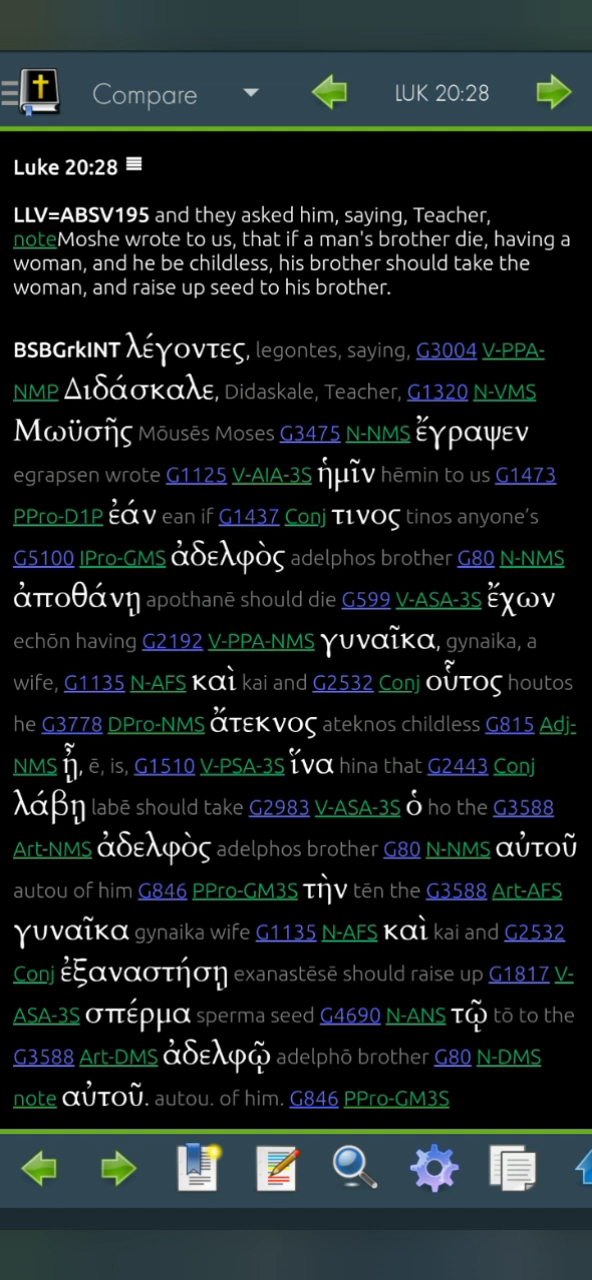 Compare
LUK 20:28
Luke 20:28
LLV=ABSV195 and they asked him, saying, Teacher,
noteMoshe wrote to us, that if a man's brother die, having a
woman, and he be childless, his brother should take the
woman, and raise up seed to his brother.
BSBGrkINT λέγοντες, legontes, saying, G3004 V-PPA-
NMP Διδάσκαλε, Didaskale, Teacher, G1320 N-VMS
Μωϋσῆς Mōusēs Moses G3475 N-NMS ἔγραψεν
egrapsen wrote G1125 V-AIA-3S ἡμῖν hēmin to us G1473
PPro-D1P ἐάν ean if G1437 Conj τινος tinos anyone’s
G5100 IPro-GMS ἀδελφὸς adelphos brother G80 N-NMS
ἀποθάνῃ apothanē should die G599 V-ASA-3S ἔχων
echōn having G2192 V-PPA-NMS γυναῖκα, gynaika, a
wife, G1135 N-AFS καὶ kai and G2532 Conj οὗτος houtos
he G3778 DPro-NMS ἄτεκνος ateknos childless G815 Adj-
NMS ᾖ, ē, is, G1510 V-PSA-3S ἵνα hina that G2443 Conj
λάβῃ labē should take G2983 V-ASA-3S ὁ ho the G3588
Art-NMS ἀδελφὸς adelphos brother G80 N-NMS αὐτοῦ
autou of him G846 PPro-GM3S τὴν tēn the G3588 Art-AFS
γυναῖκα gynaika wife G1135 N-AFS καὶ kai and G2532
Conj ἐξαναστήσῃ exanastēsē should raise up G1817 V-
ASA-3S σπέρμα sperma seed G4690 N-ANS τῷ tō to the
G3588 Art-DMS ἀδελφῷ adelphō brother G80 N-DMS
note αὐτοῦ. autou. of him. G846 PPro-GM3S